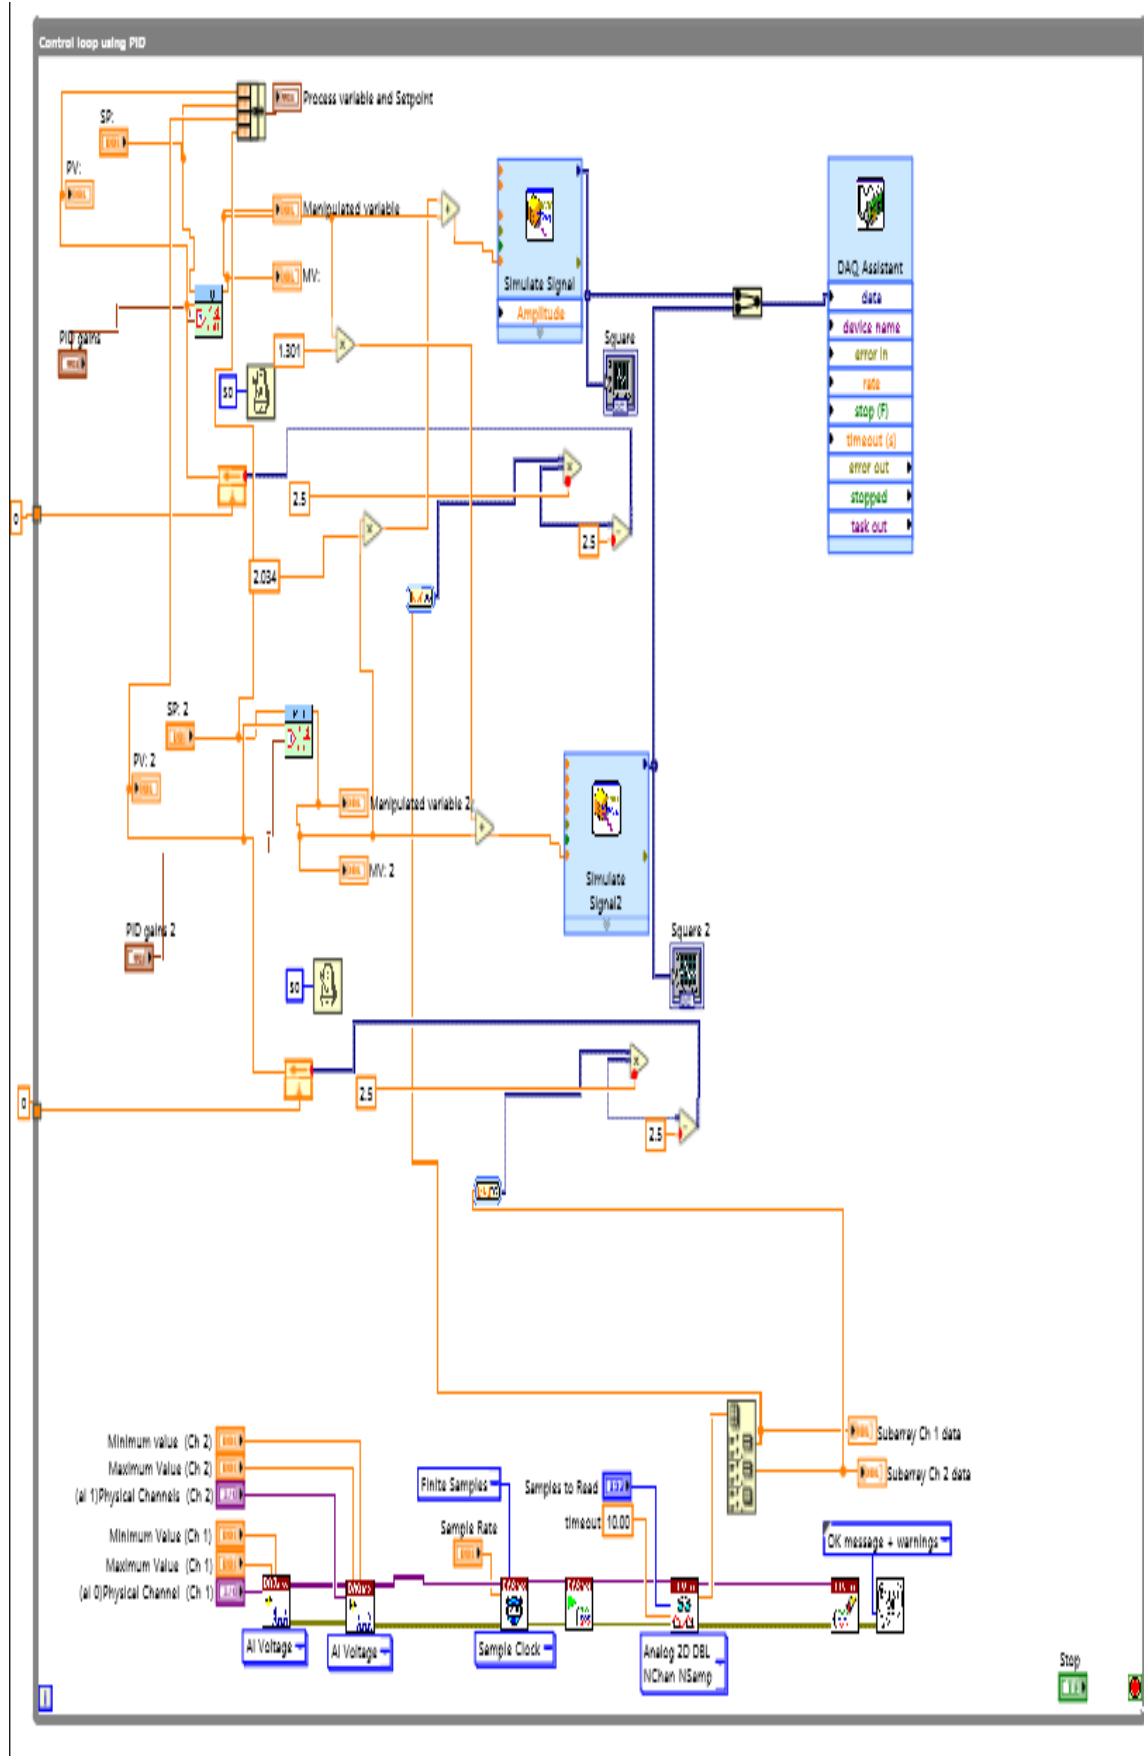 Control loop using PID
Process variable and Setpoint
SP:
PV:
Manipulated variable
MV:
Simulate Signal
Amplitude
DAQ Assistant
data
device name
error in
rate
stop (F)
timeout (s)
error out
stopped
task out
PID gains
1.301
50
Square
2.5
0
2.5
2.034
SP: 2
PV: 2
Manipulated variable 2
MV: 2
Simulate
Signal2
PID gains 2
Square 2
50
2.5
0
2.5
Subarray Ch 1 data
Subarray Ch 2 data
Minimum value (Ch 2)
Maximum Value (Ch 2)
(ai 1)Physical Channels (Ch 2)
Minimum Value (Ch 1)
Maximum Value (Ch 1)
(ai 0)Physical Channel (Ch 1)
Finite Samples
Samples to Read
timeout 10.00
Sample Rate
OK message + warnings
AI Voltage
AI Voltage
Sample Clock
Analog 2D DBL
NChan NSamp
Stop
i